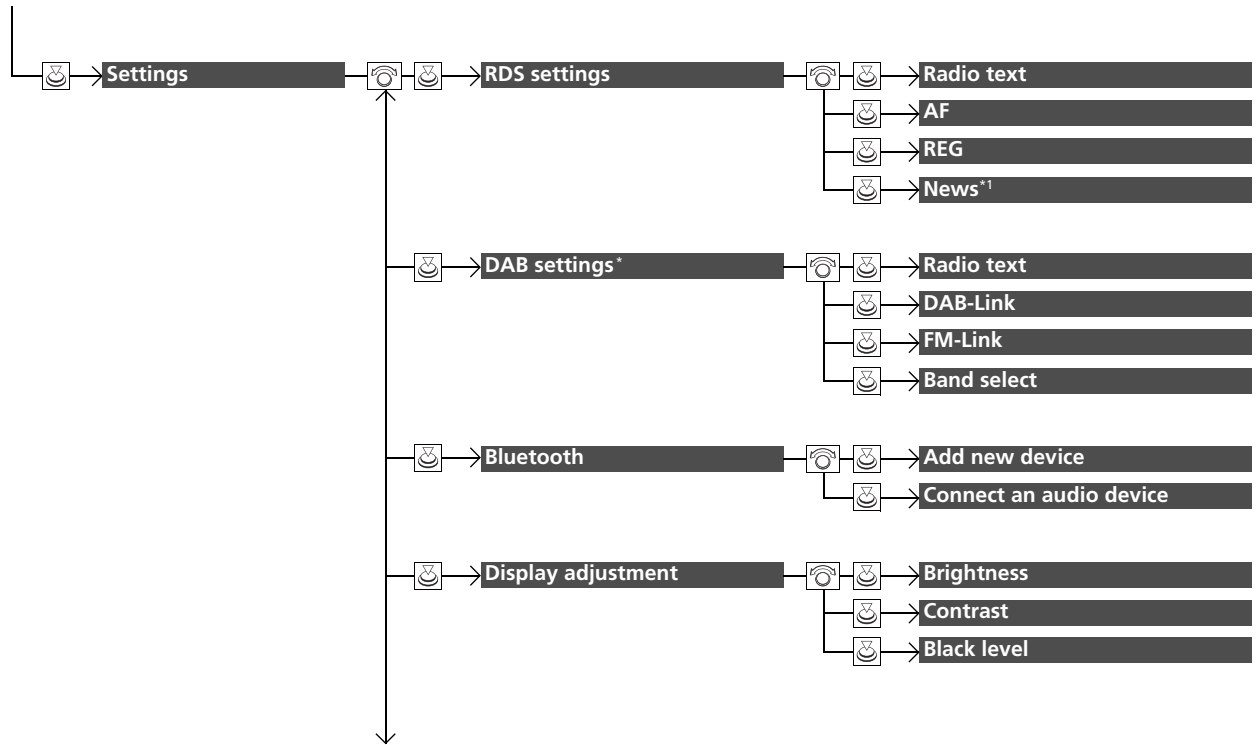 Settings
RDS settings
Radio text
AF
REG
News*1
DAB settings*
Radio text
DAB-Link
FM-Link
Band select
Bluetooth
Add new device
Connect an audio device
Display adjustment
Brightness
Contrast
Black level